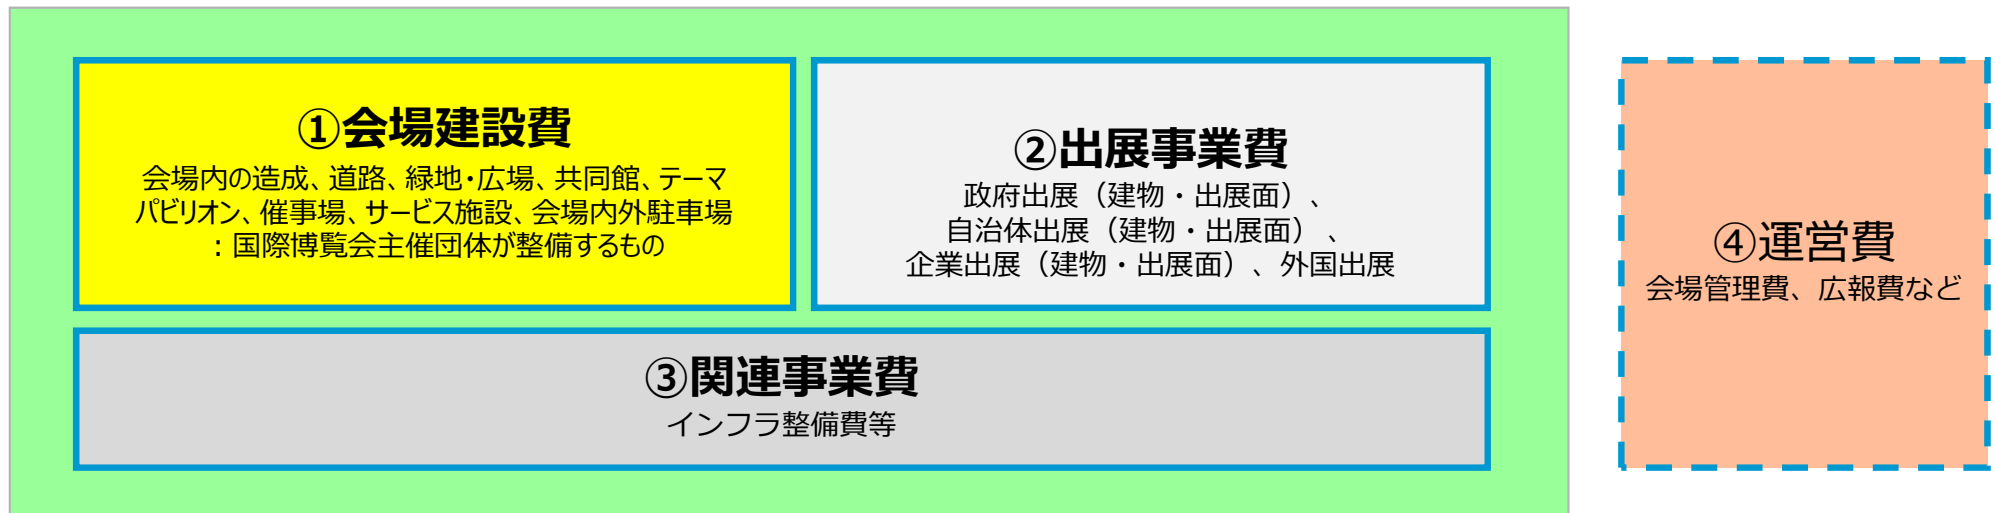 ①会場建設費
会場内の造成、道路、緑地・広場、共同館、テーマ
パビリオン、催事場、サービス施設、会場内外駐車場
：国際博覧会主催団体が整備するもの
②出展事業費
政府出展（建物・出展面）、
自治体出展（建物・出展面）、
企業出展（建物・出展面）、外国出展
③関連事業費
インフラ整備費等
④運営費
会場管理費、広報費など